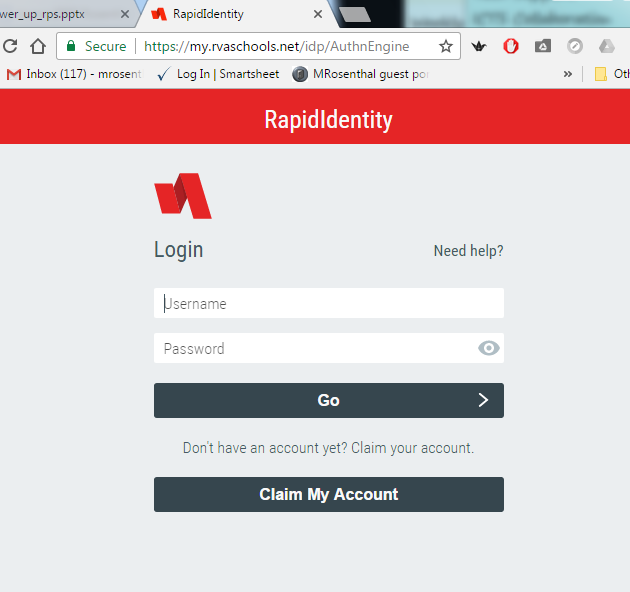 wer_up_rps.pptx
RapidIdentity
Secure
https://my.rvaschools.net/idp/AuthnEngine
Inbox (117) - mrosent
Log In | Smartsheet
MRosenthal guest por
»
Oth
RapidIdentity
Login
Need help?
Username
Password
Go
Don't have an account yet? Claim your account.
Claim My Account